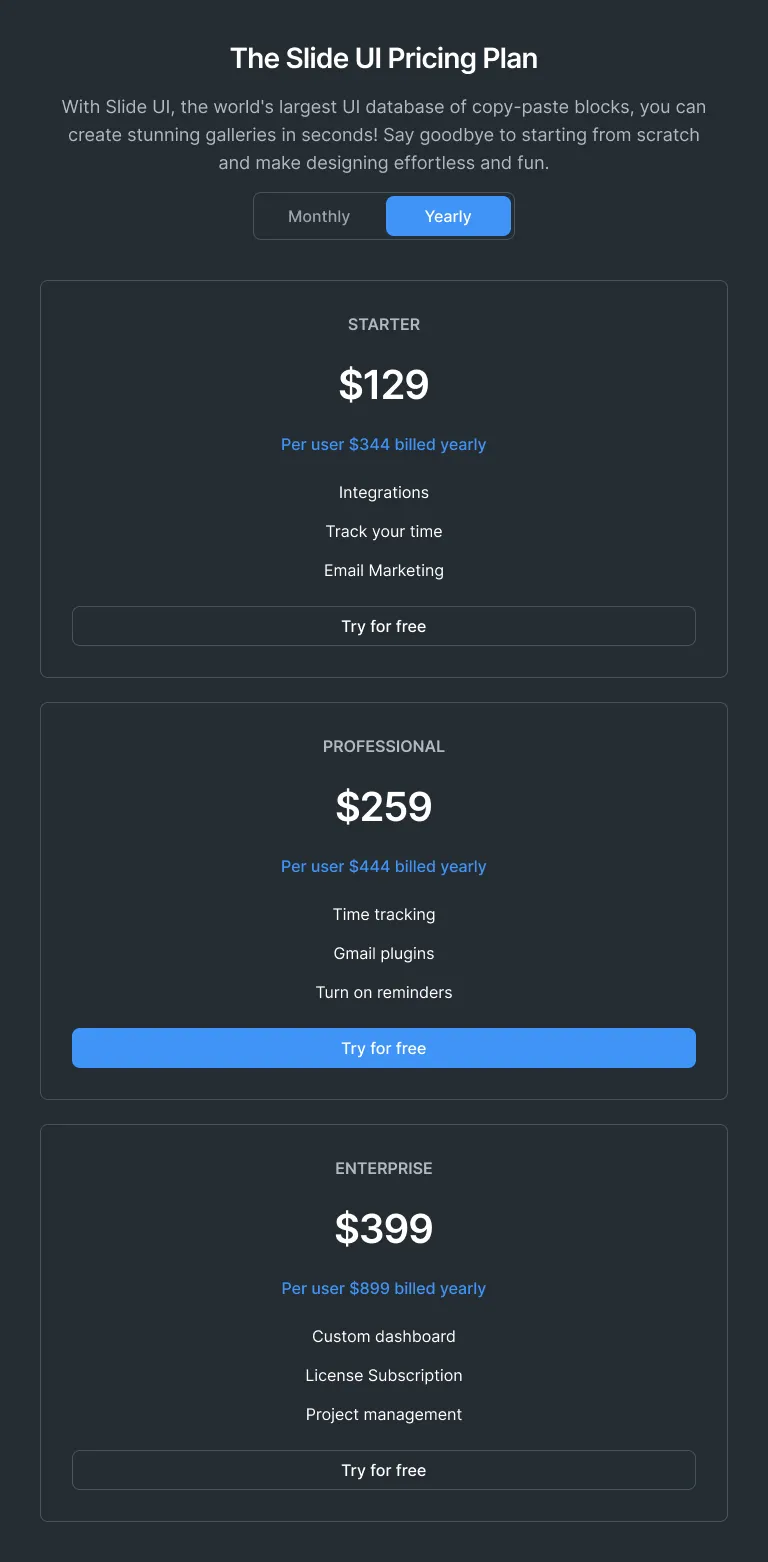 The Slide UI Pricing Plan
With Slide UI, the world's largest UI database of copy-paste blocks, you can
create stunning galleries in seconds! Say goodbye to starting from scratch
and make designing effortless and fun.
Monthly Yearly
STARTER
$129
Per user $344 billed yearly
Integrations
Track your time
Email Marketing
Try for free
PROFESSIONAL
$259
Per user $444 billed yearly
Time tracking
Gmail plugins
Turn on reminders
Try for free
ENTERPRISE
$399
Per user $899 billed yearly
Custom dashboard
License Subscription
Project management
Try for free